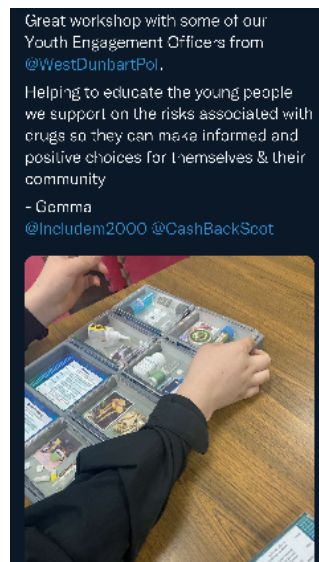 Great workshop with some of our
Youth Engagement Officers from
@WestDunbartPol.
Helping to educate the young people
we support on the risks associated with
drugs so they can make informed and
positive choices for themselves & their
community
- Gemma
@Includem2000 @CashBackScot